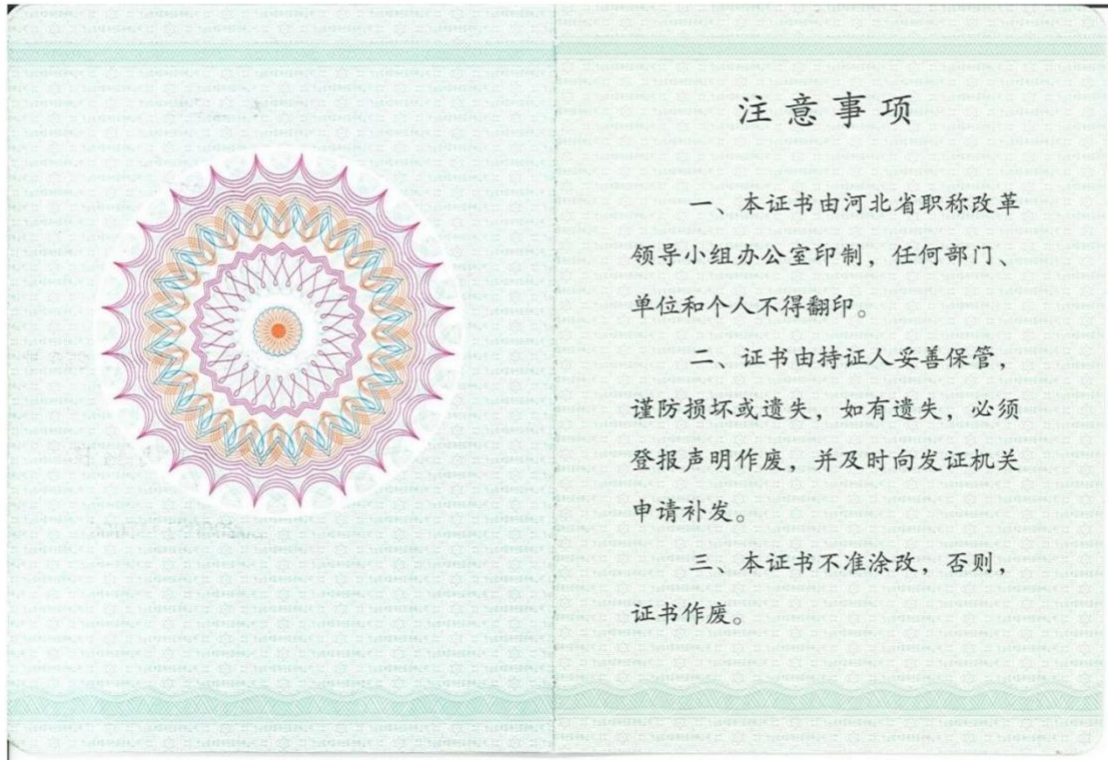 注意事项
一、本证书由河北省职称改革
领导小组办公室印制，任何部门、
单位和个人不得翻印。
二、证书由持证人妥善保管，
谨防损坏或遗失，如有遗失，必须
登报声明作废，并及时向发证机关
申请补发。
三、本证书不准涂改，否则，
证书作废。